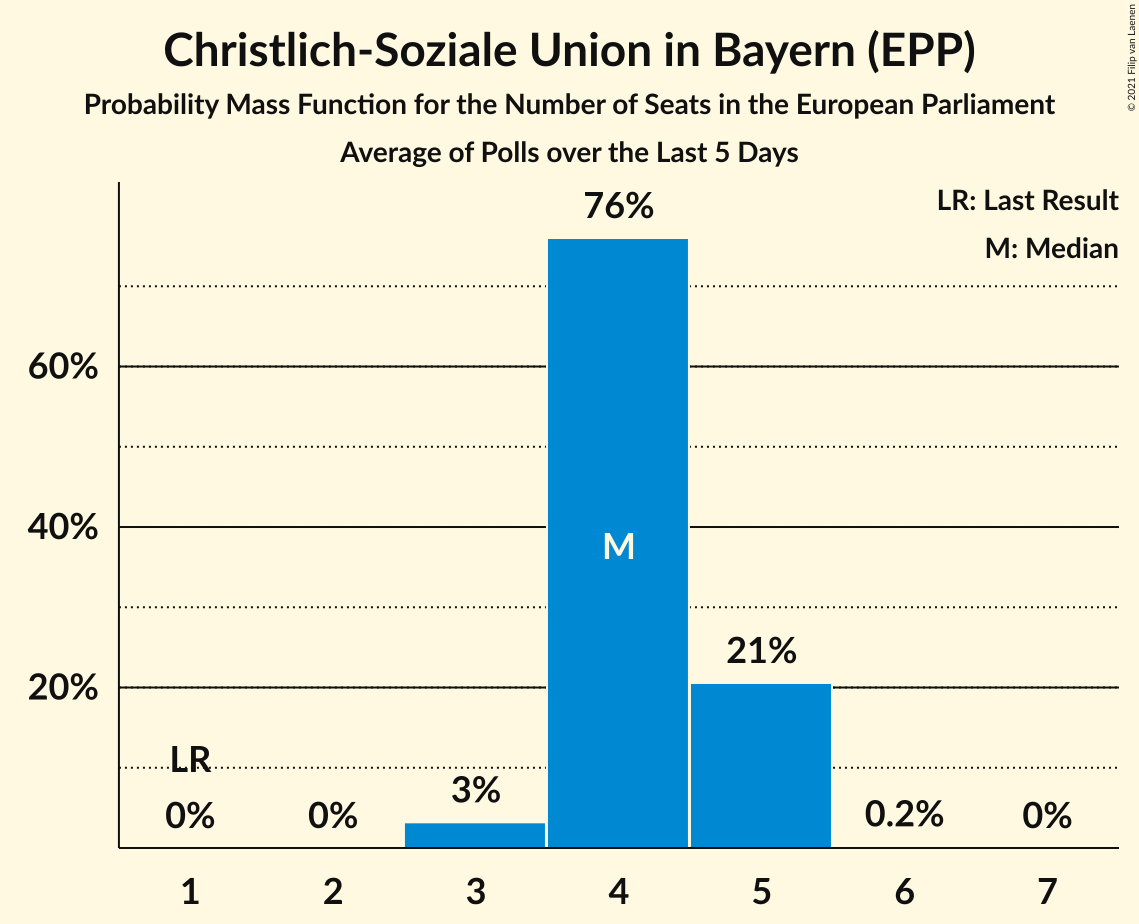 Christlich-Soziale Union in Bayern (EPP)
Probability Mass Function for the Number of Seats in the European Parliament
Average of Polls over the Last 5 Days
© 2021 Filip van Laenen
LR: Last Result
M: Median
76%
60%
40%
M
21%
20%
LR
3%
0%
0%
0.2%
0%
1 2 3 4 5 6 7